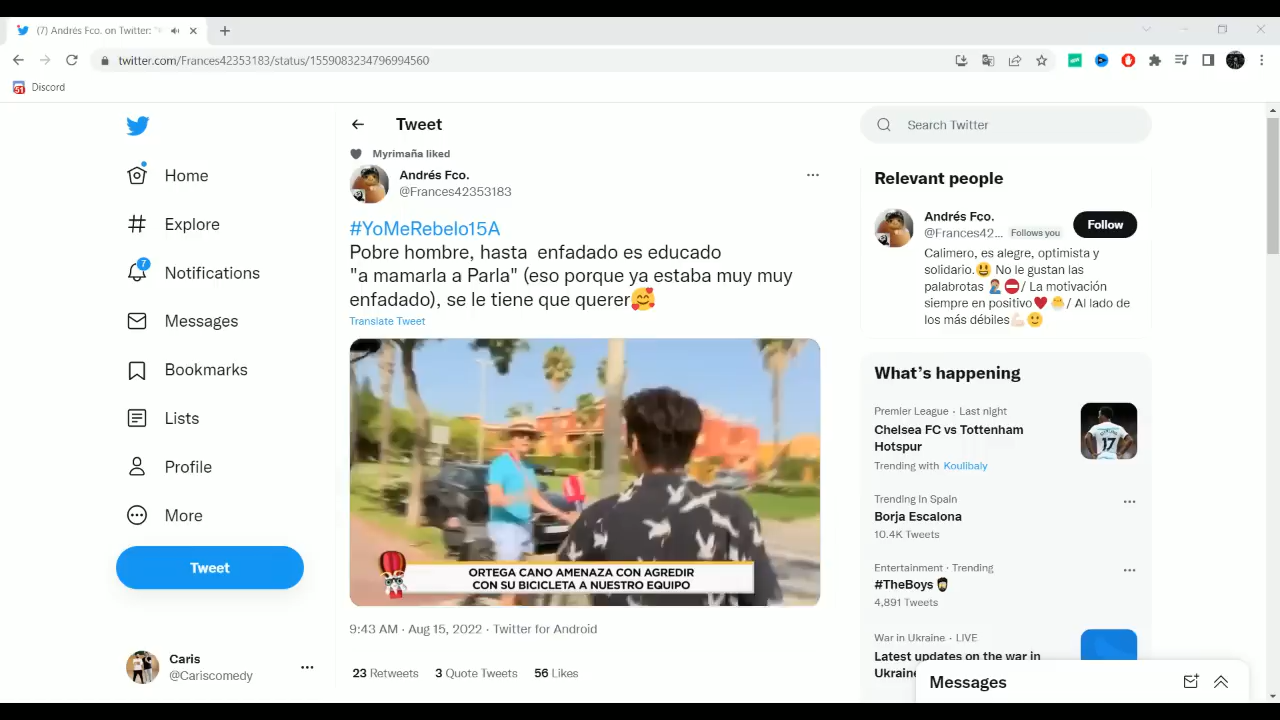 (7) Andrés Fco. on Twitter:
twitter.com/Frances42353183/status/1559083234796994560
Discord
Home
Explore
7
Notifications
Messages
Bookmarks
Lists
Profile
More
Tweet
Caris
@Cariscomedy
Tweet
Myrimaña liked
Andrés Fco.
@Frances42353183
#YoMeRebelo15A
Pobre hombre, hasta enfadado es educado
"a mamarla a Parla" (eso porque ya estaba muy muy
enfadado), se le tiene que querer🥰
Translate Tweet
ORTEGA CANO AMENAZA CON AGREDIR
CON SU BICICLETA A NUESTRO EQUIPO
9:43 AM · Aug 15, 2022 · Twitter for Android
23 Retweets 3 Quote Tweets 56 Likes
Search Twitter
Relevant people
Andrés Fco.
@Frances42... Follows you
Follow
Calimero, es alegre, optimista y
solidario.😃 No le gustan las
palabrotas 🤦🏽‍♂️⛔/ La motivación
siempre en positivo♥️🐣/ Al lado de
los más débiles💪🏻🙂
What's happening
Premier League · Last night
Chelsea FC vs Tottenham
Hotspur
Trending with Koulibaly
17
Trending in Spain
Borja Escalona
10.4K Tweets
Entertainment · Trending
#TheBoys
4,891 Tweets
War in Ukraine · LIVE
Latest updates on the war in
Ukraine
Messages